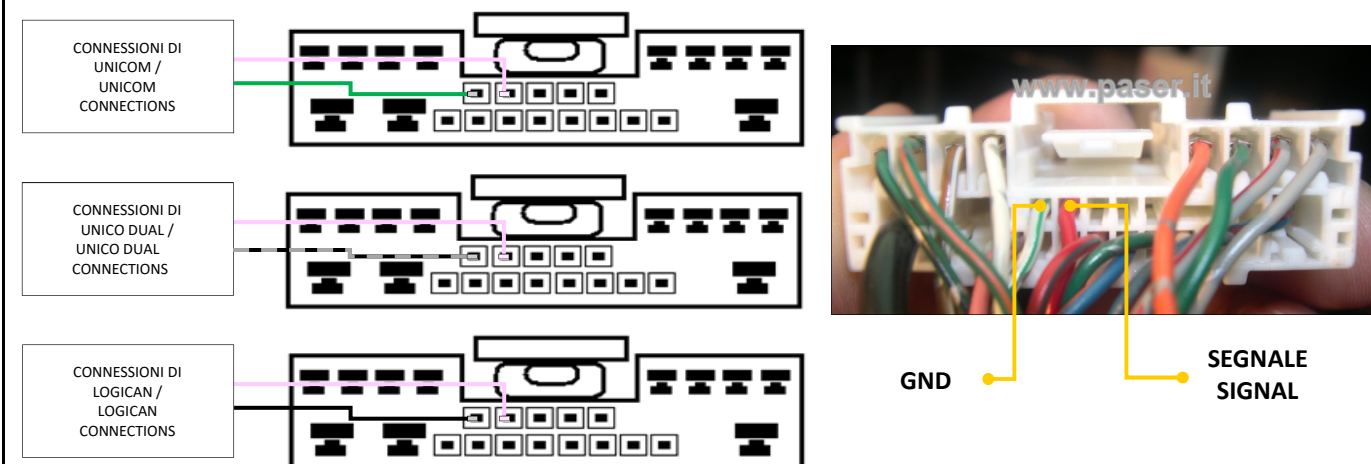 CONNESSIONI DI
UNICOM /
UNICOM
CONNECTIONS
CONNESSIONI DI
UNICO DUAL /
UNICO DUAL
CONNECTIONS
CONNESSIONI DI
LOGICAN /
LOGICAN
CONNECTIONS
www.paser.it
GND
SEGNALE
SIGNAL